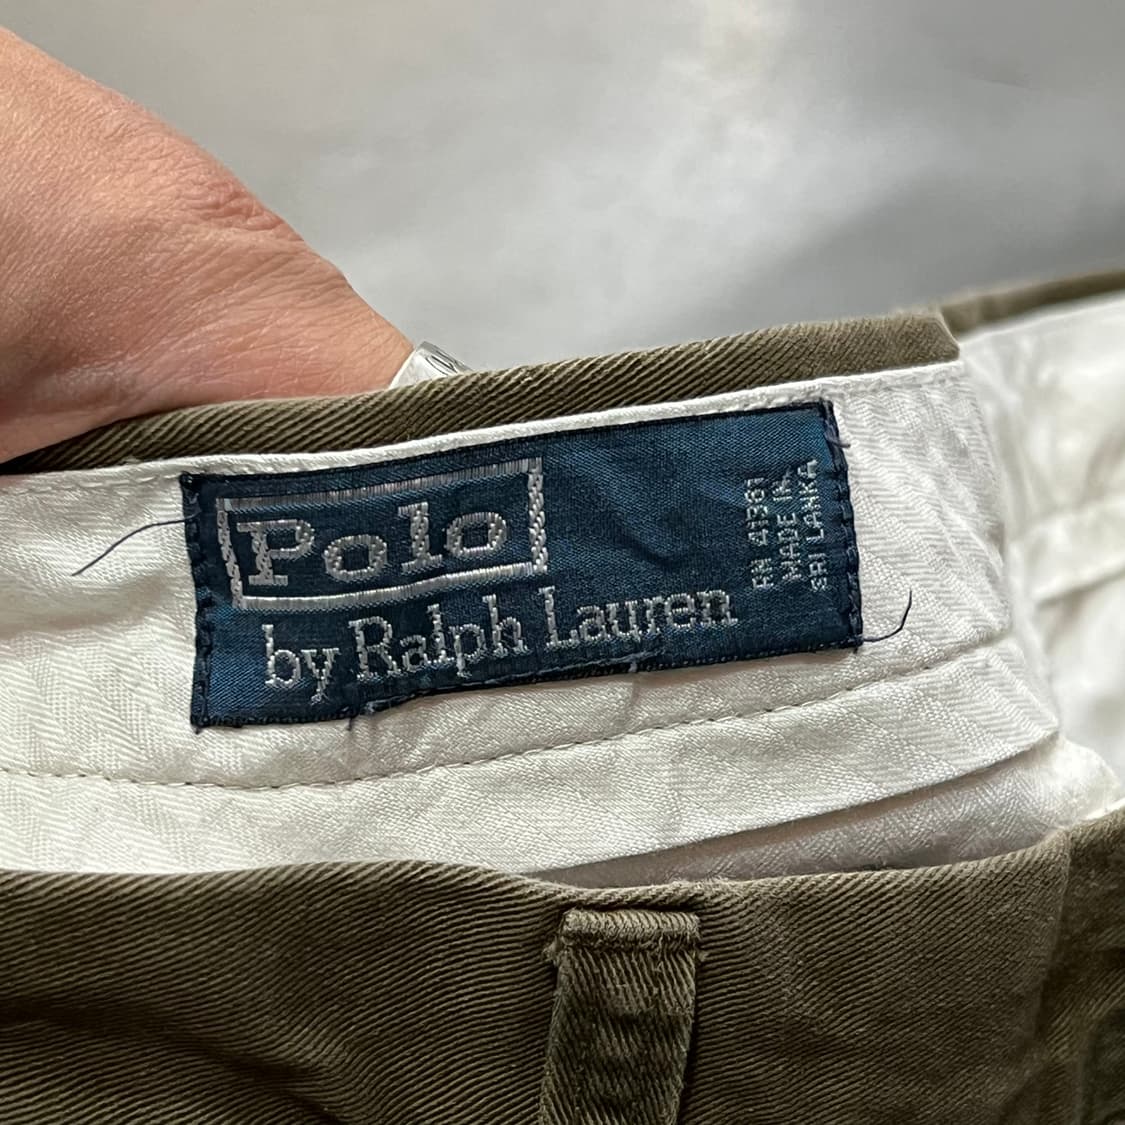 Polo
by Ralph Lauren
RN 41381
MADE IN
SRI LANKA